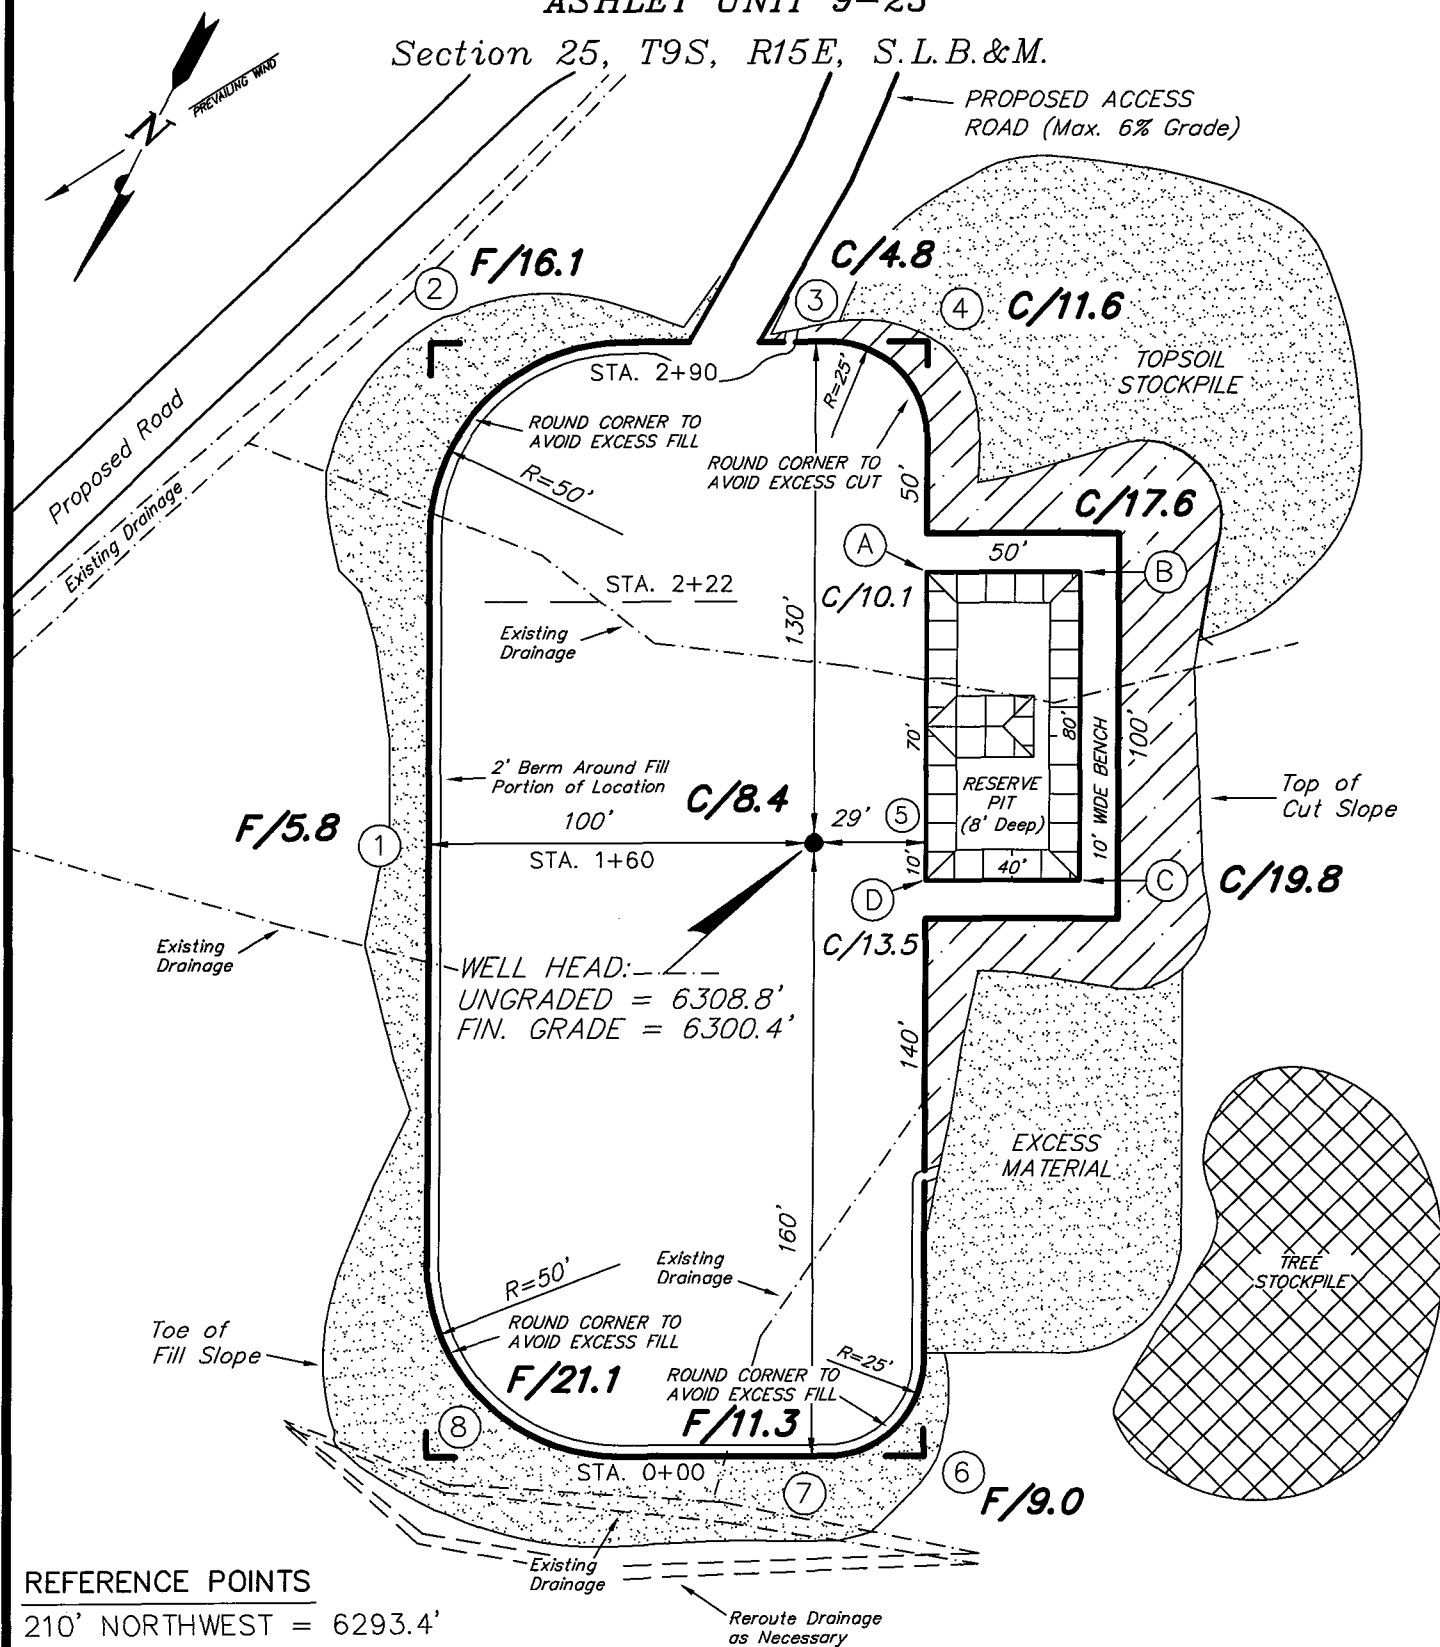 ASHLEY UNIT 9-25
Section 25, T9S, R15E, S.L.B.&M.
PREVAILING WIND
N
PROPOSED ACCESS
ROAD (Max. 6% Grade)
C/4.8
F/16.1
2
3
4
C/11.6
TOPSOIL
STOCKPILE
STA. 2+90
R=25'
ROUND CORNER TO
AVOID EXCESS FILL
ROUND CORNER TO
AVOID EXCESS CUT
50'
R=50'
Proposed Road
Existing Drainage
C/17.6
A
50'
B
C/10.1
STA. 2+22
130'
Existing
Drainage
70'
80'
10' WIDE BENCH
100'
2' Berm Around Fill
Portion of Location
C/8.4
RESERVE
PIT
(8' Deep)
Top of
Cut Slope
F/5.8
1
100'
29'
5
STA. 1+60
10'
40'
D
C
C/19.8
C/13.5
Existing
Drainage
WELL HEAD:
UNGRADED = 6308.8'
FIN. GRADE = 6300.4'
140'
EXCESS
MATERIAL
160'
Existing
Drainage
TREE
STOCKPILE
R=50'
ROUND CORNER TO
AVOID EXCESS FILL
Toe of
Fill Slope
R=25'
F/21.1
ROUND CORNER TO
AVOID EXCESS FILL
F/11.3
8
STA. 0+00
7
6
F/9.0
Existing
Drainage
REFERENCE POINTS
210' NORTHWEST = 6293.4'
Reroute Drainage
as Necessary